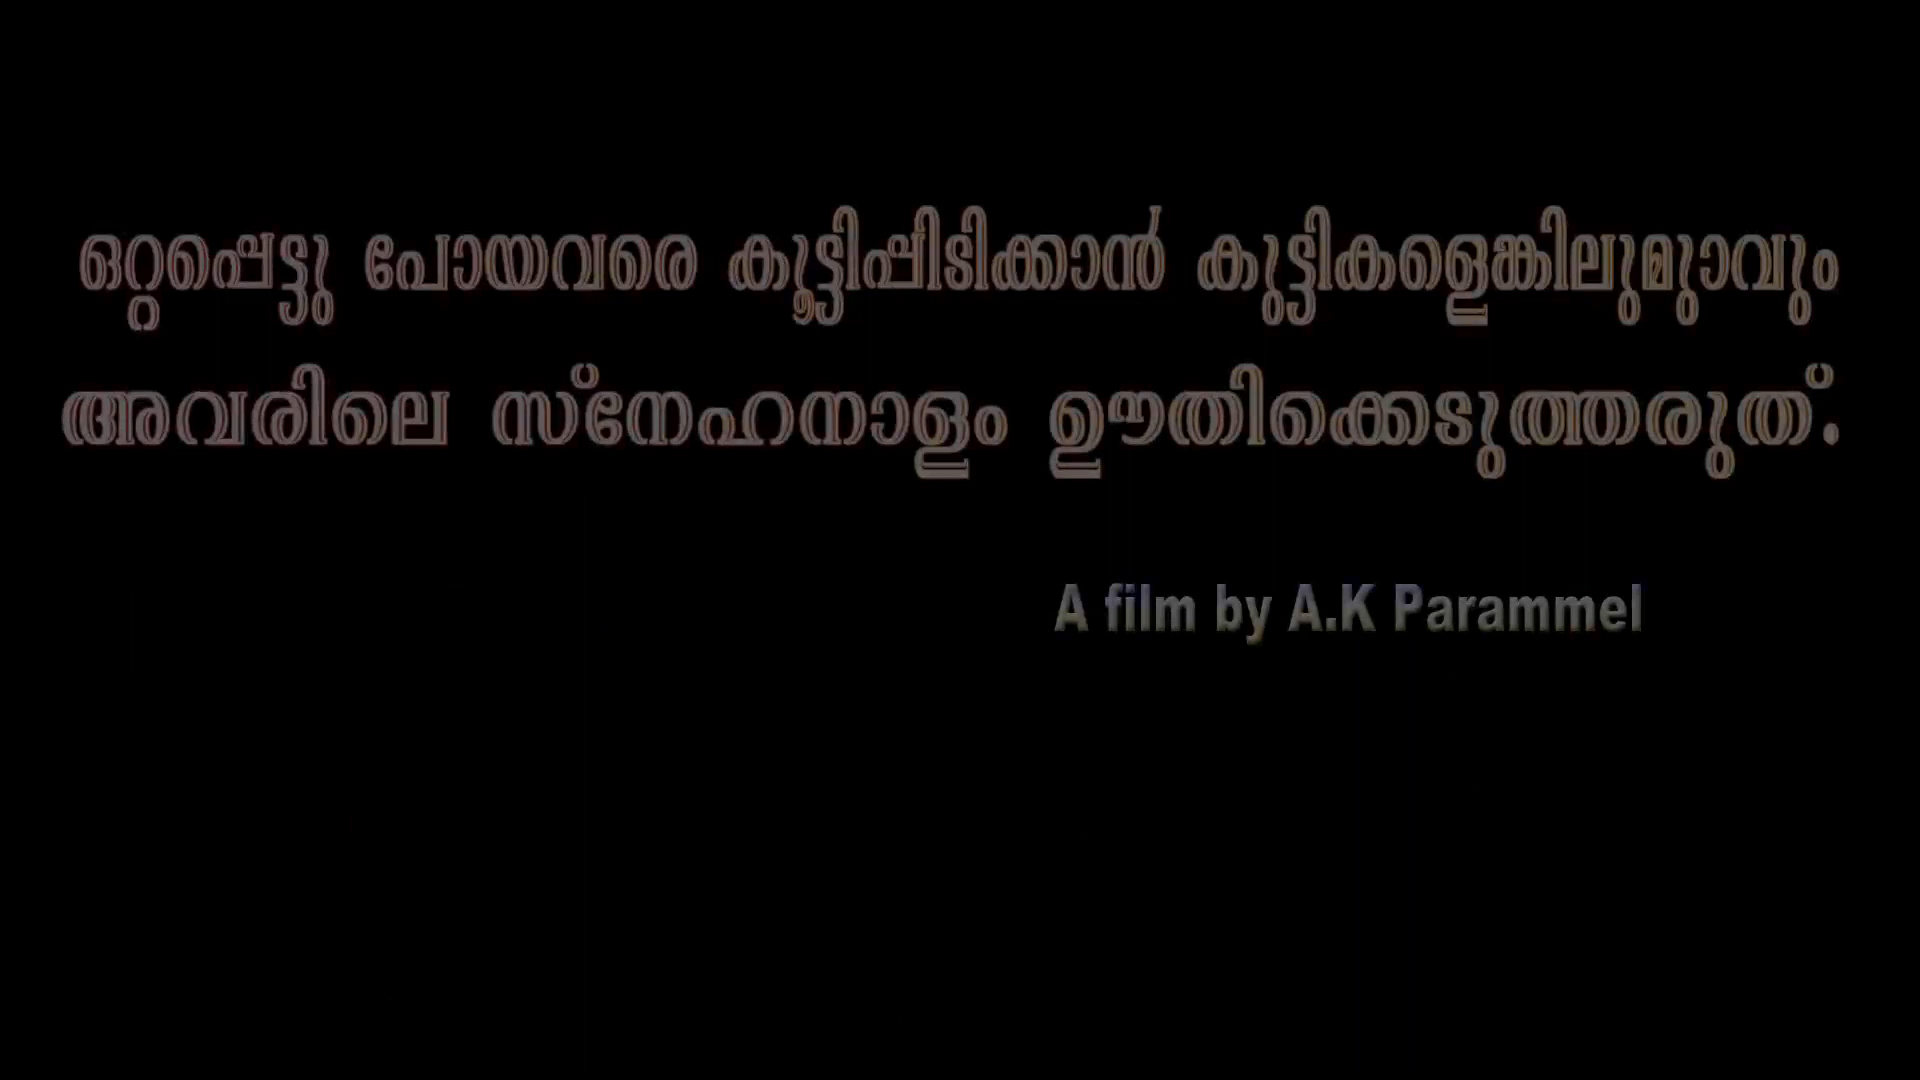 ഒറ്റപ്പെട്ടു പോയവരെ കൂട്ടിപ്പിടിക്കാൻ കുട്ടികളെങ്കിലുമുാവും
അവരിലെ സ്നേഹനാളം ഊതിക്കെടുത്തരുത്.
A film by A.K Parammel